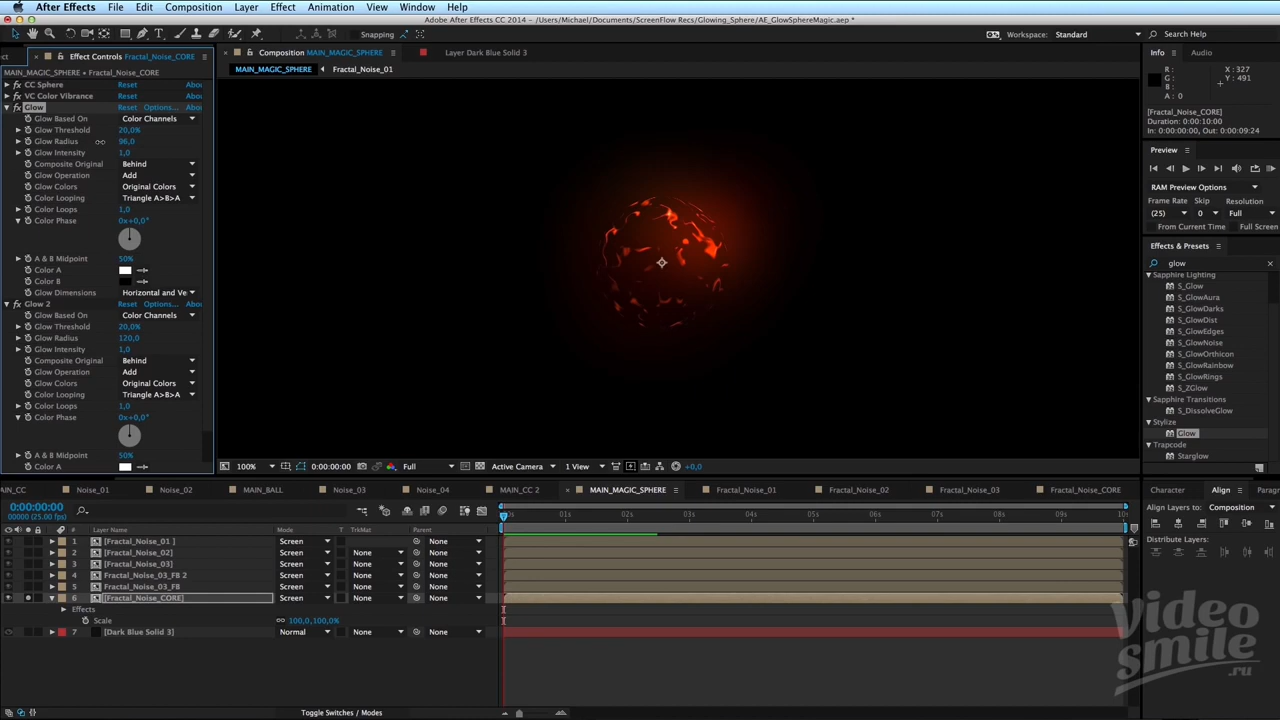 After Effects File Edit Composition Layer Effect Animation View Window Help
Adobe After Effects CC 2014 - /Users/Michael/Documents/ScreenFlow Recs/Glowing_Sphere/AE_GlowSphereMagic.aep *
Snapping
Workspace: Standard
Search Help
Effect Controls Fractal_Noise_CORE
MAIN_MAGIC_SPHERE • Fractal_Noise_CORE
CC Sphere Reset Abou
VC Color Vibrance Reset Abou
Glow Reset Options... Abou
Glow Based On Color Channels
Glow Threshold 20,0%
Glow Radius 96,0
Glow Intensity 1,0
Composite Original Behind
Glow Operation Add
Glow Colors Original Colors
Color Looping Triangle A>B>A
Color Loops 1,0
Color Phase 0x+0,0°
A & B Midpoint 50%
Color A
Color B
Glow Dimensions Horizontal and Ve
Glow 2 Reset Options... Abou
Glow Based On Color Channels
Glow Threshold 20,0%
Glow Radius 120,0
Glow Intensity 1,0
Composite Original Behind
Glow Operation Add
Glow Colors Original Colors
Color Looping Triangle A>B>A
Color Loops 1,0
Color Phase 0x+0,0°
A & B Midpoint 50%
Color A
Composition MAIN_MAGIC_SPHERE
Layer Dark Blue Solid 3
MAIN_MAGIC_SPHERE Fractal_Noise_01
100% 0:00:00:00 Full Active Camera 1 View +0,0
Info Audio
R : X : 327
G : Y : 491
B :
A : 0
[Fractal_Noise_CORE]
Duration: 0:00:10:00
In: 0:00:00:00, Out: 0:00:09:24
Preview
RAM Preview Options
Frame Rate Skip Resolution
(25) 0 Full
From Current Time Full Screen
Effects & Presets
glow
Sapphire Lighting
S_Glow
S_GlowAura
S_GlowDarks
S_GlowDist
S_GlowEdges
S_GlowNoise
S_GlowOrthicon
S_GlowRainbow
S_GlowRings
S_ZGlow
Sapphire Transitions
S_DissolveGlow
Stylize
Glow
Trapcode
Starglow
Character Align Paragr
Align Layers to: Composition
Distribute Layers:
AIN_CC Noise_01 Noise_02 MAIN_BALL Noise_03 Noise_04 MAIN_CC 2 MAIN_MAGIC_SPHERE Fractal_Noise_01 Fractal_Noise_02 Fractal_Noise_03 Fractal_Noise_CORE
0:00:00:00
00000 (25.00 fps)
01s 02s 03s 04s 05s 06s 07s 08s 09s 10s
# Layer Name Mode T TrkMat Parent
1 [Fractal_Noise_01 ] Screen None
2 [Fractal_Noise_02] Screen None None
3 [Fractal_Noise_03] Screen None None
4 Fractal_Noise_03_FB 2 Screen None None
5 Fractal_Noise_03_FB Screen None None
6 [Fractal_Noise_CORE] Screen None None
Effects
Scale 100,0,100,0%
7 [Dark Blue Solid 3] Normal None None
Toggle Switches / Modes
video
smile
.ru